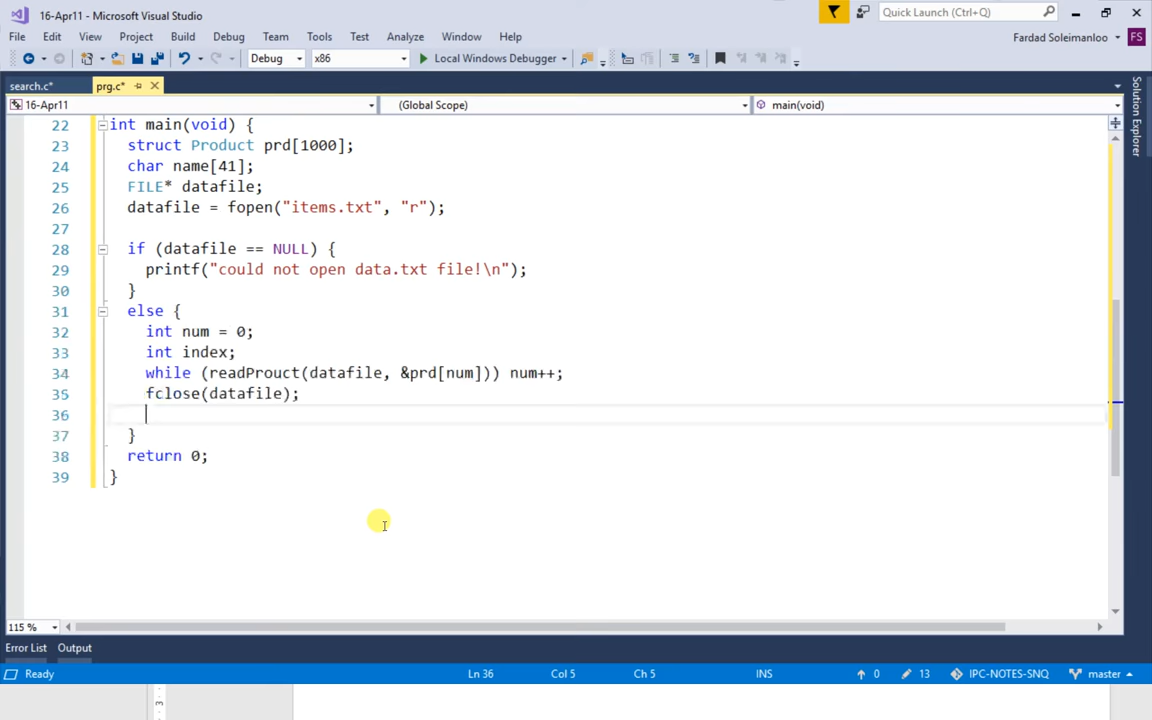 16-Apr11 - Microsoft Visual Studio
Quick Launch (Ctrl+Q)
File Edit View Project Build Debug Team Tools Test Analyze Window Help
Fardad Soleimanloo FS
Debug x86 Local Windows Debugger
search.c* prg.c*
16-Apr11 (Global Scope) main(void)
Solution Explorer
22 int main(void) {
23 struct Product prd[1000];
24 char name[41];
25 FILE* datafile;
26 datafile = fopen("items.txt", "r");
27
28 if (datafile == NULL) {
29 printf("could not open data.txt file!\n");
30 }
31 else {
32 int num = 0;
33 int index;
34 while (readProuct(datafile, &prd[num])) num++;
35 fclose(datafile);
36
37 }
38 return 0;
39 }
115 %
Error List Output
Ready Ln 36 Col 5 Ch 5 INS 0 13 IPC-NOTES-SNQ master
3